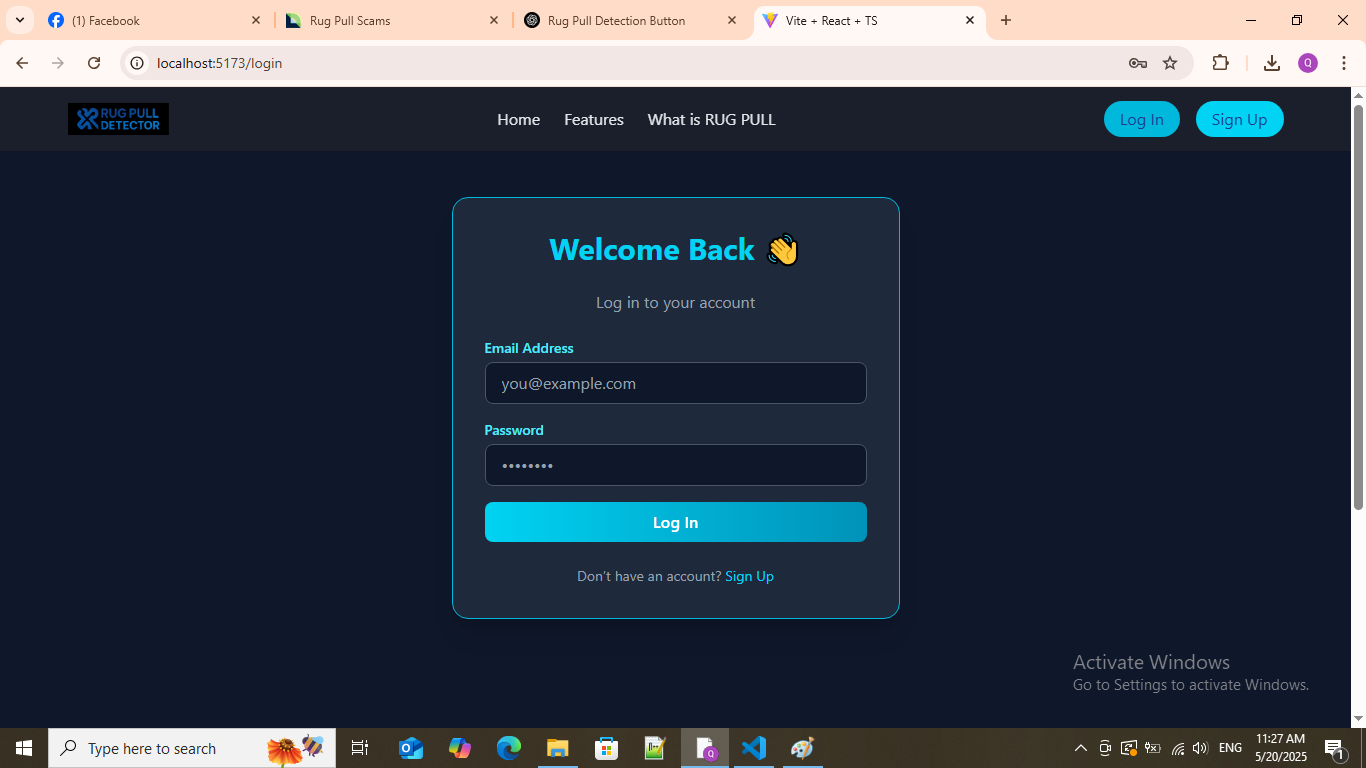 (1) Facebook
Rug Pull Scams
Rug Pull Detection Button
Vite + React + TS
localhost:5173/login
Q
RUG PULL
DETECTOR
Home
Features
What is RUG PULL
Log In
Sign Up
Welcome Back 👋
Log in to your account
Email Address
you@example.com
Password
••••••••
Log In
Don't have an account? Sign Up
Activate Windows
Go to Settings to activate Windows.
Type here to search
ENG
11:27 AM
5/20/2025
1